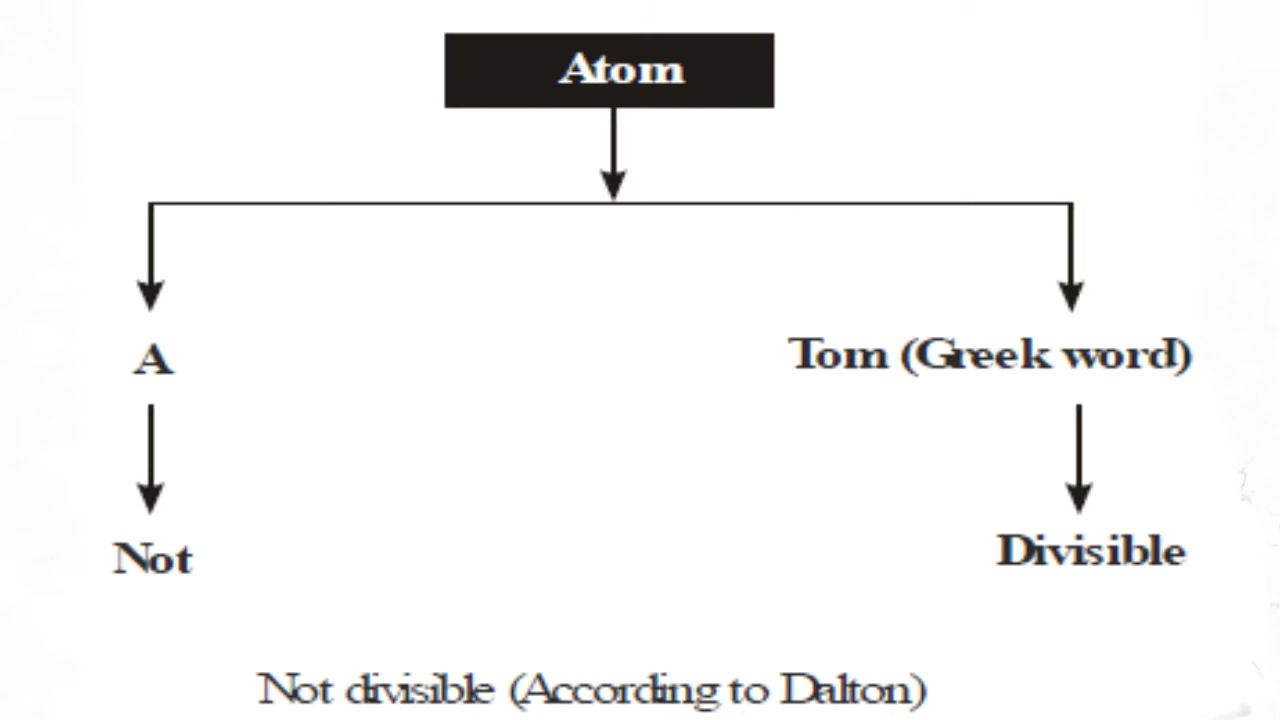 Atom
A
Tom (Greek word)
Not
Divisible
Not divisible (According to Dalton)